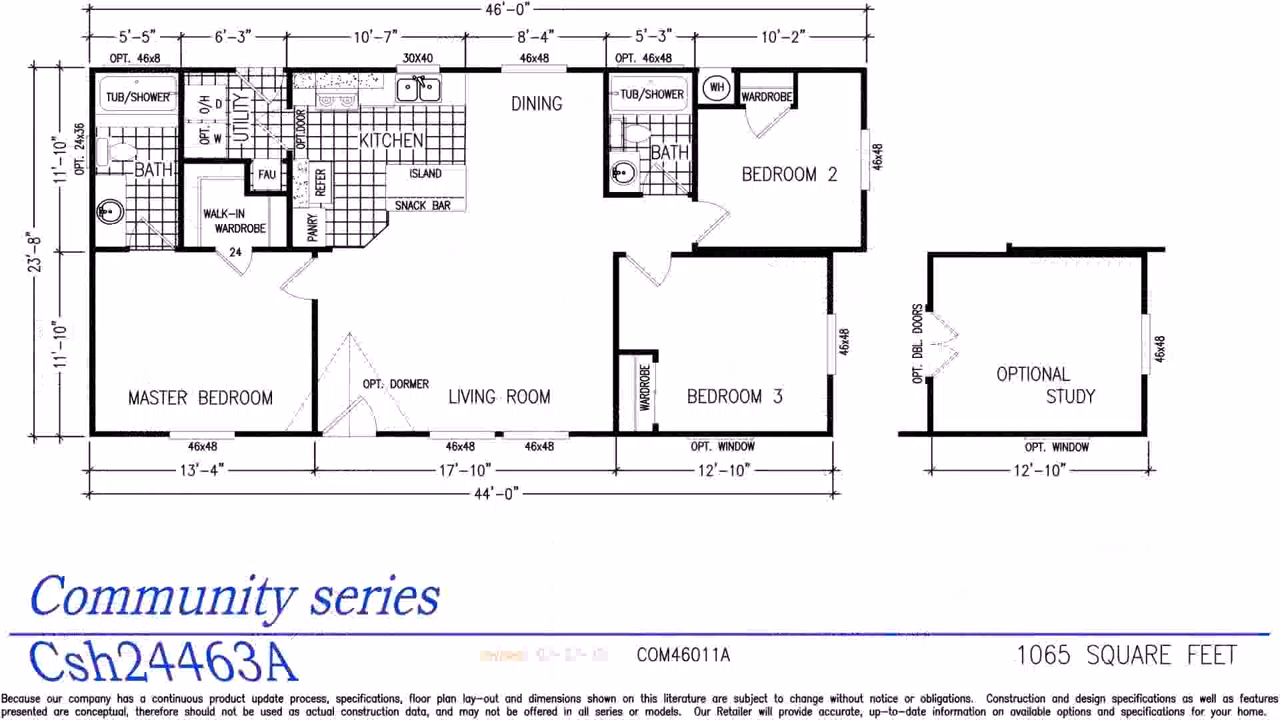 46'-0"
5'-5" 6'-3" 10'-7" 8'-4" 5'-3" 10'-2"
OPT. 46x8 30X40 46x48 OPT. 46x48
TUB/SHOWER
OPT. O/H
D
W
UTILITY
OPT.DOOR
KITCHEN
DINING
TUB/SHOWER
WH
WARDROBE
OPT. 24x36
BATH
FAU
REFER
ISLAND
SNACK BAR
PANRY
BATH
BEDROOM 2
46x48
WALK-IN
WARDROBE
24
11'-10"
23'-8"
11'-10"
MASTER BEDROOM
OPT. DORMER
LIVING ROOM
WARDROBE
BEDROOM 3
46x48
OPT. DBL. DOORS
OPTIONAL
STUDY
46x48
46x48 46x48 46x48 OPT. WINDOW OPT. WINDOW
13'-4" 17'-10" 12'-10" 12'-10"
44'-0"
Community series
Csh24463A
COM46011A
1065 SQUARE FEET
Because our company has a continuous product update process, specifications, floor plan lay-out and dimensions shown on this literature are subject to change without notice or obligations. Construction and design specifications as well as features
presented are conceptual, therefore should not be used as actual construction data, and may not be offered in all series or models. Our Retailer will provide accurate, up-to-date information on available options and specifications for your home.